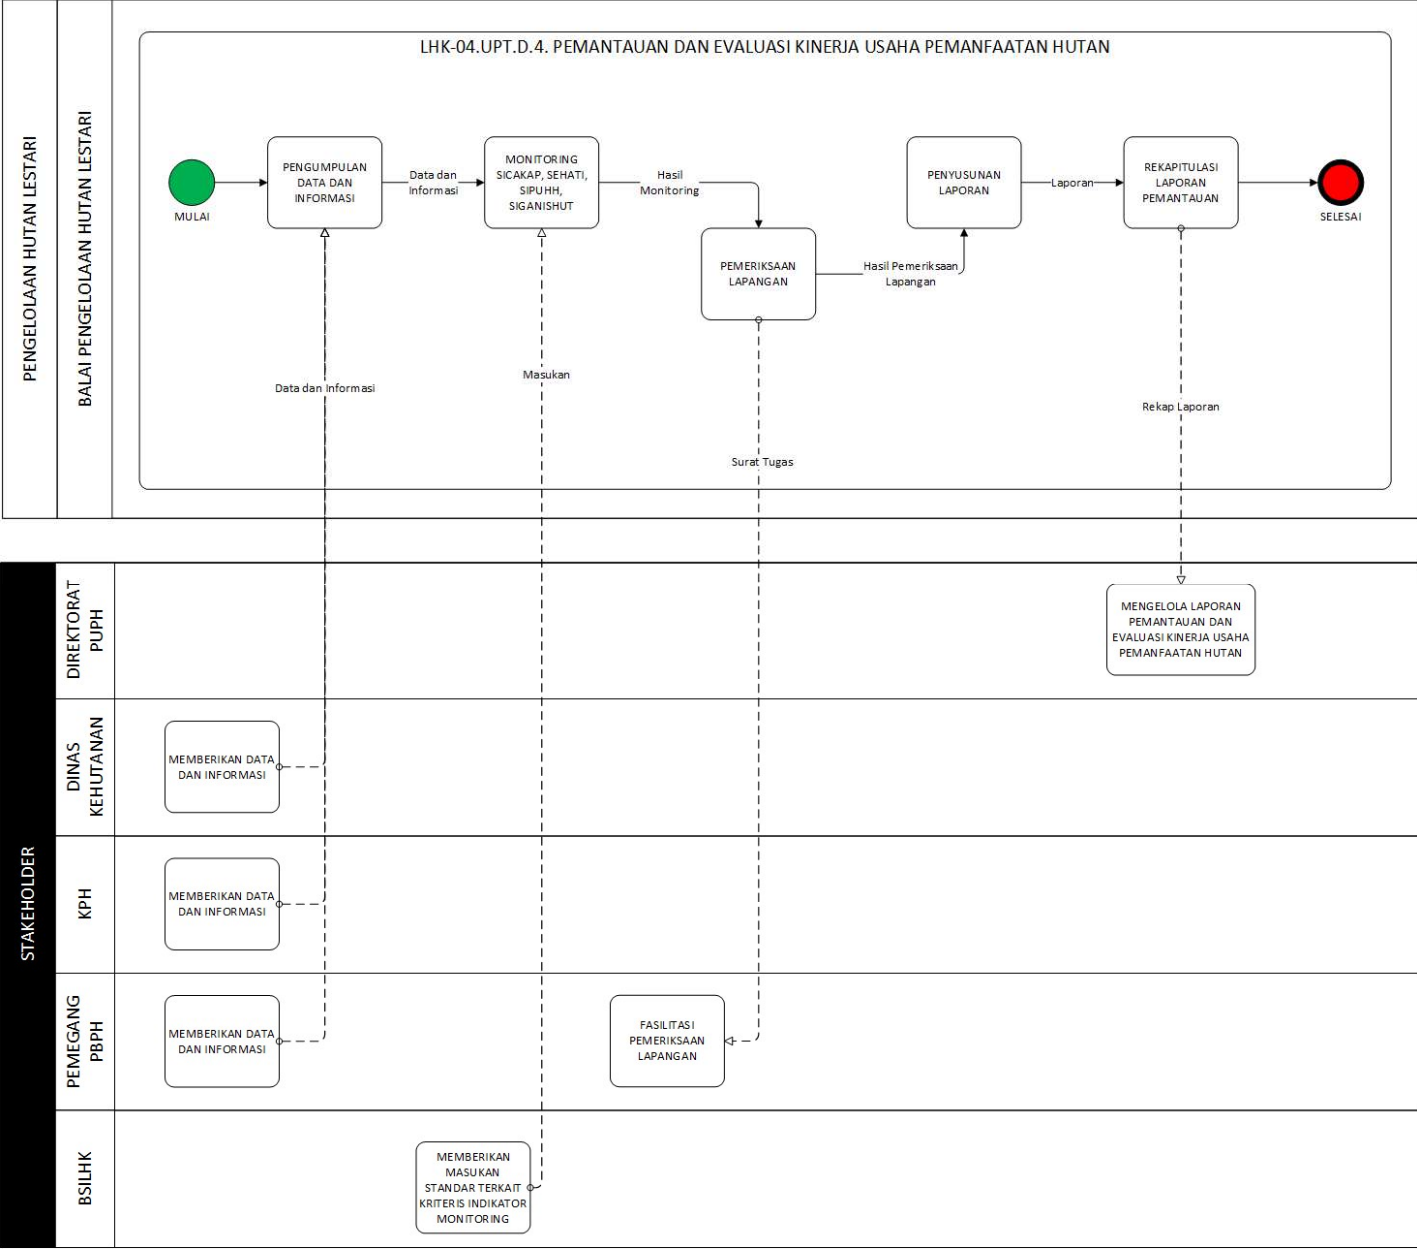 LHK-04.UPT.D.4. PEMANTAUAN DAN EVALUASI KINERJA USAHA PEMANFAATAN HUTAN
PENGELOLAAN HUTAN LESTARI
BALAI PENGELOLAAN HUTAN LESTARI
MULAI
PENGUMPULAN
DATA DAN
INFORMASI
Data dan
Informasi
MONITORING
SICAKAP, SEHATI,
SIPUHH,
SIGANISHUT
Hasil
Monitoring
PEMERIKSAAN
LAPANGAN
Hasil Pemeriksaan
Lapangan
PENYUSUNAN
LAPORAN
Laporan
REKAPITULASI
LAPORAN
PEMANTAUAN
SELESAI
Data dan Informasi
Masukan
Surat Tugas
Rekap Laporan
STAKEHOLDER
DIREKTORAT
PUPH
MENGELOLA LAPORAN
PEMANTAUAN DAN
EVALUASI KINERJA USAHA
PEMANFAATAN HUTAN
DINAS
KEHUTANAN
MEMBERIKAN DATA
DAN INFORMASI
KPH
MEMBERIKAN DATA
DAN INFORMASI
PEMEGANG
PBPH
MEMBERIKAN DATA
DAN INFORMASI
FASILITASI
PEMERIKSAAN
LAPANGAN
BSILHK
MEMBERIKAN
MASUKAN
STANDAR TERKAIT
KRITERIS INDIKATOR
MONITORING